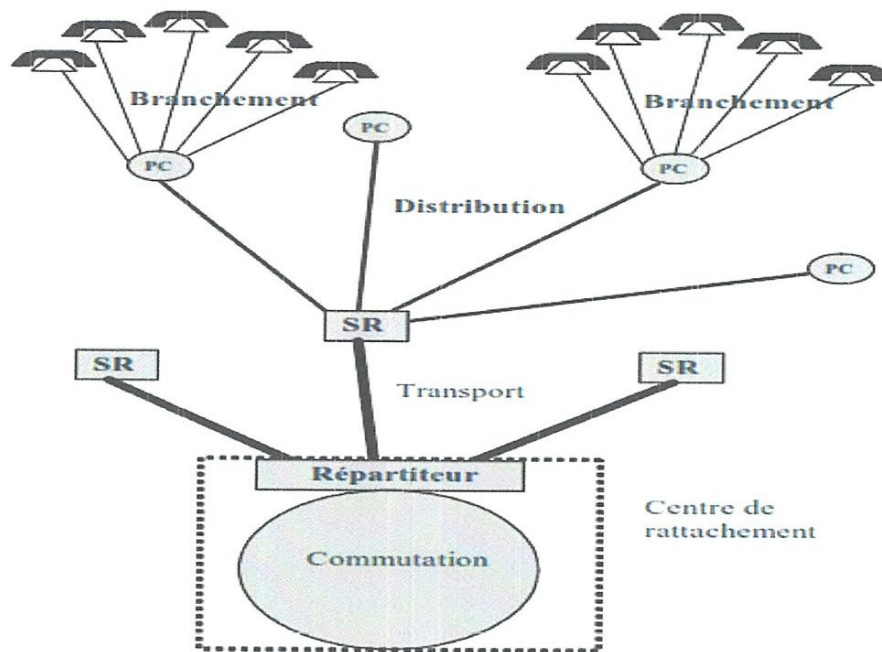 Branchement
Branchement
PC
PC
PC
Distribution
PC
SR
SR
SR
Transport
Répartiteur
Centre de
rattachement
Commutation